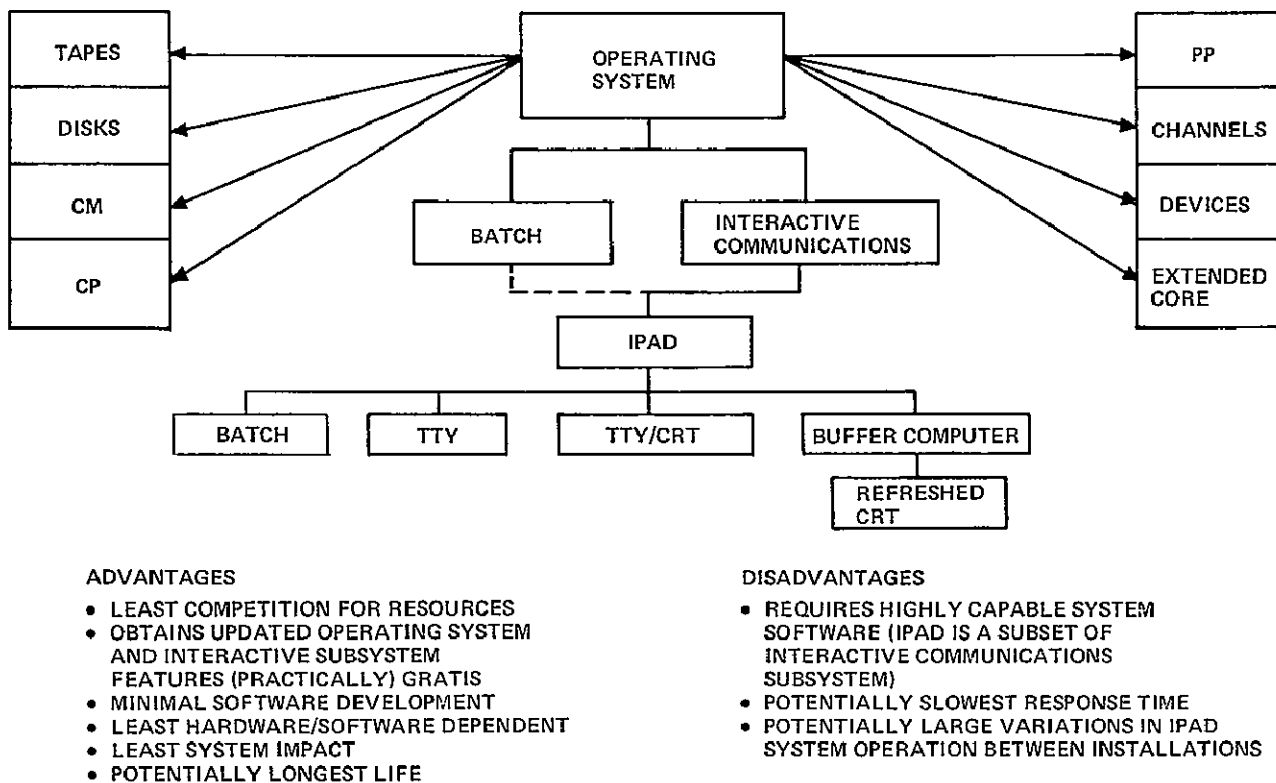 TAPES
DISKS
CM
CP
OPERATING
SYSTEM
PP
CHANNELS
DEVICES
EXTENDED
CORE
BATCH
INTERACTIVE
COMMUNICATIONS
IPAD
BATCH
TTY
TTY/CRT
BUFFER COMPUTER
REFRESHED
CRT
ADVANTAGES
• LEAST COMPETITION FOR RESOURCES
• OBTAINS UPDATED OPERATING SYSTEM
AND INTERACTIVE SUBSYSTEM
FEATURES (PRACTICALLY) GRATIS
• MINIMAL SOFTWARE DEVELOPMENT
• LEAST HARDWARE/SOFTWARE DEPENDENT
• LEAST SYSTEM IMPACT
• POTENTIALLY LONGEST LIFE
DISADVANTAGES
• REQUIRES HIGHLY CAPABLE SYSTEM
SOFTWARE (IPAD IS A SUBSET OF
INTERACTIVE COMMUNICATIONS
SUBSYSTEM)
• POTENTIALLY SLOWEST RESPONSE TIME
• POTENTIALLY LARGE VARIATIONS IN IPAD
SYSTEM OPERATION BETWEEN INSTALLATIONS